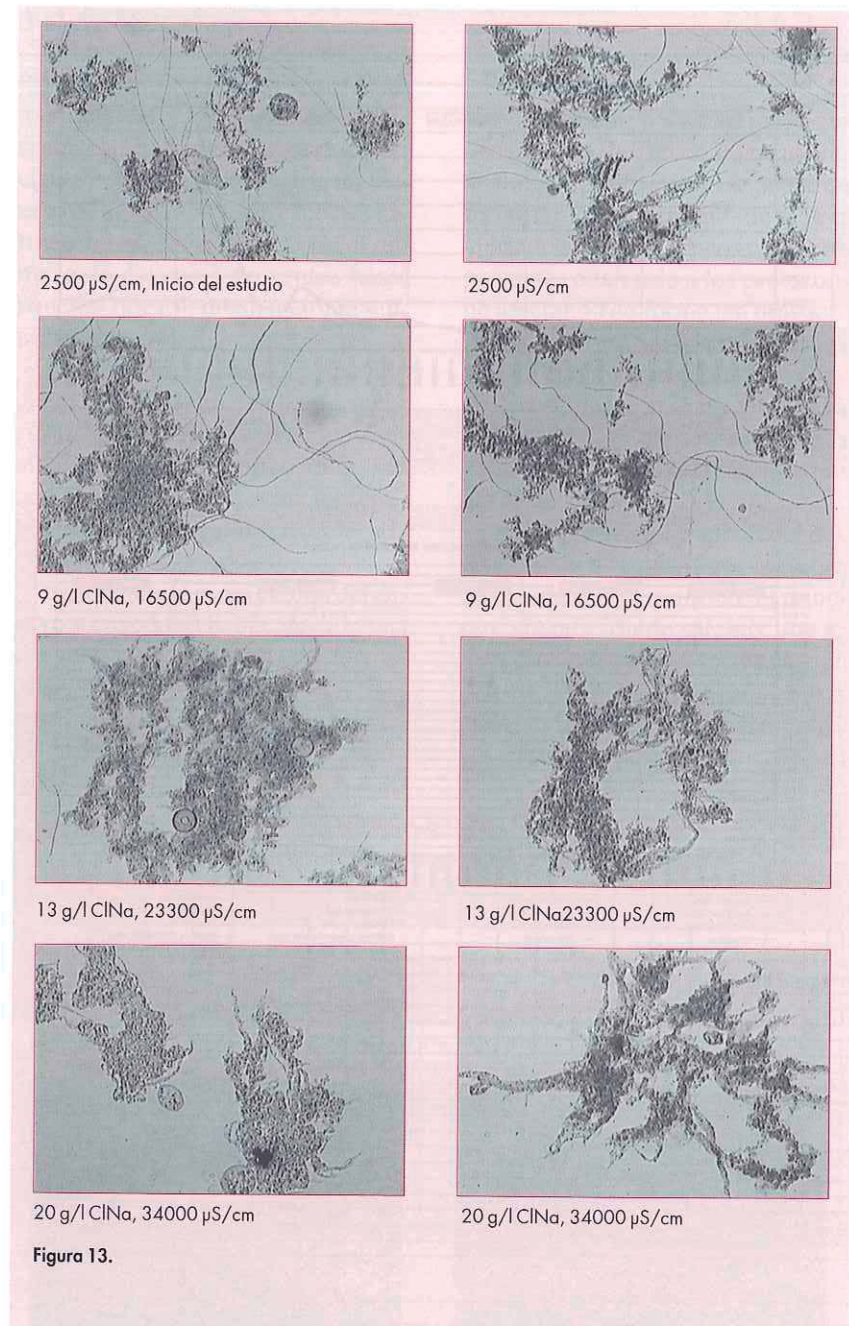 2500 µS/cm, Inicio del estudio
2500 µS/cm
9 g/l ClNa, 16500 µS/cm
9 g/l ClNa, 16500 µS/cm
13 g/l ClNa, 23300 µS/cm
13 g/l ClNa23300 µS/cm
20 g/l ClNa, 34000 µS/cm
20 g/l ClNa, 34000 µS/cm
Figura 13.